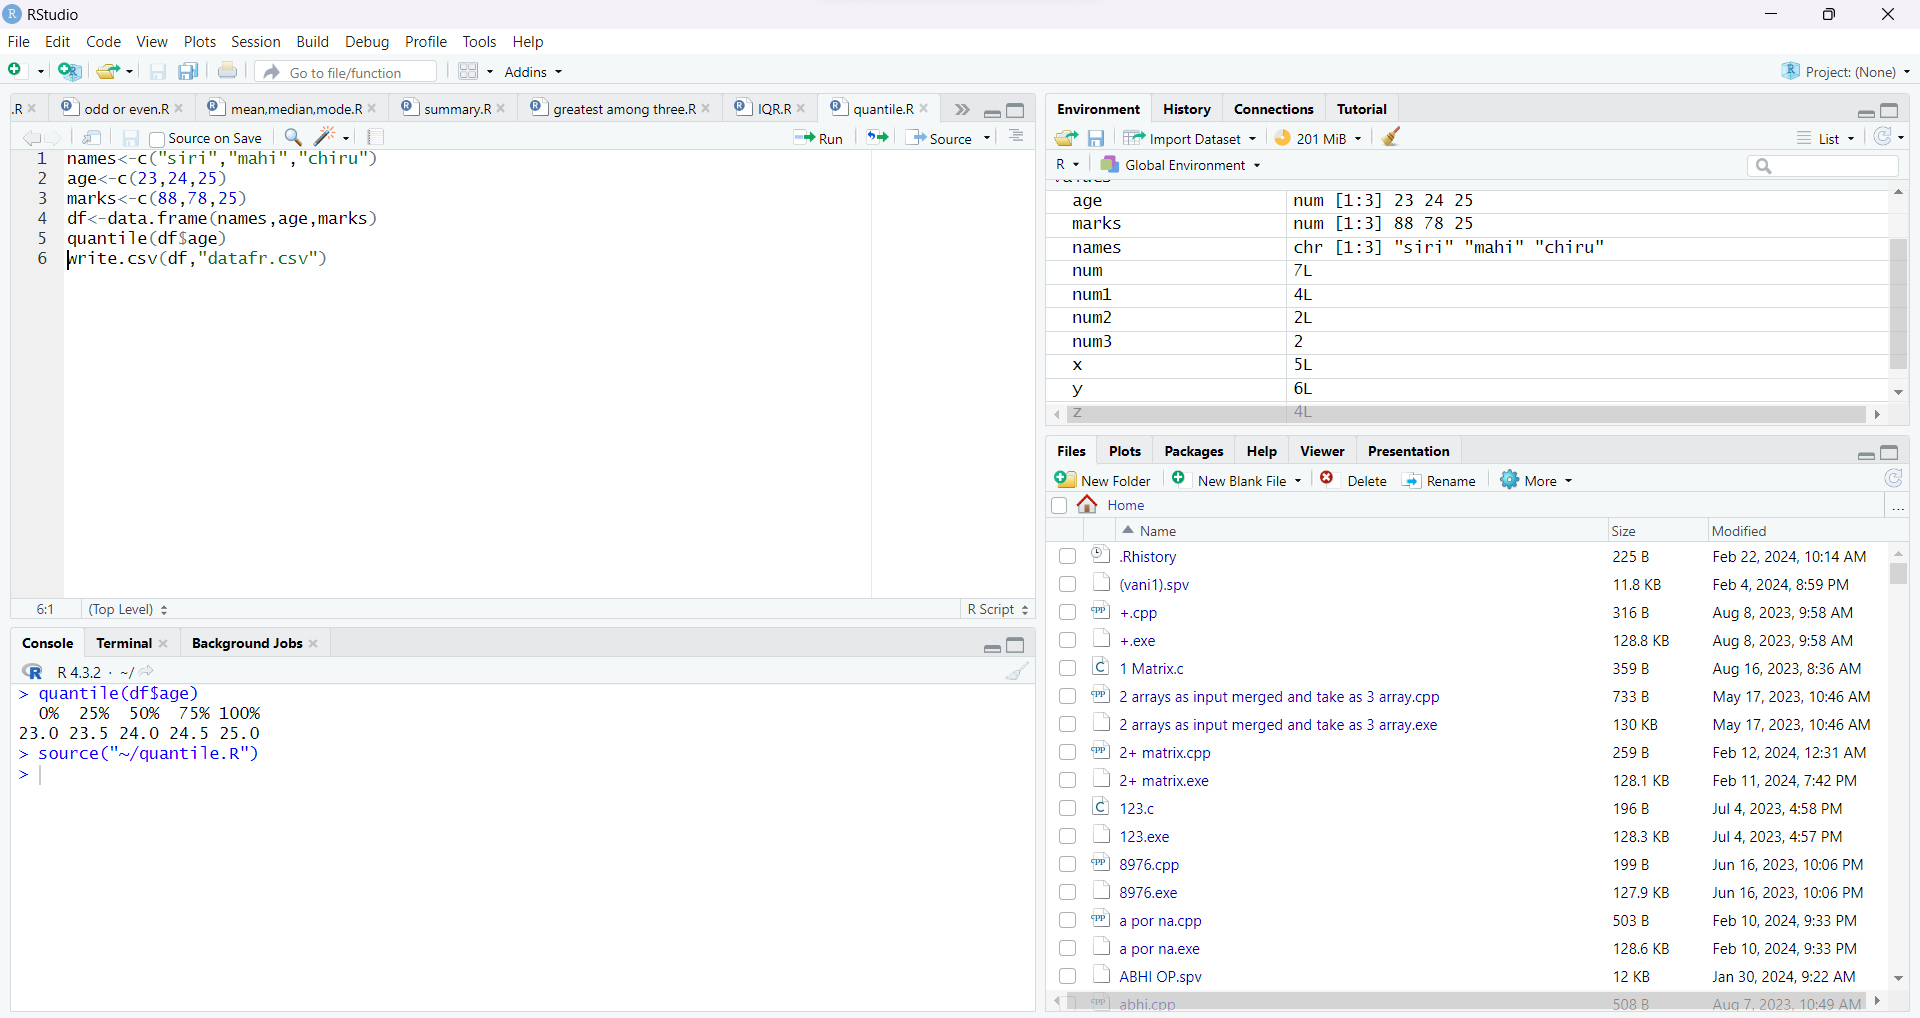 RStudio
File Edit Code View Plots Session Build Debug Profile Tools Help
Go to file/function Addins Project: (None)
.R odd or even.R mean,median,mode.R summary.R greatest among three.R IQR.R quantile.R
Source on Save Run Source
1 names<-c("siri","mahi","chiru")
2 age<-c(23,24,25)
3 marks<-c(88,78,25)
4 df<-data.frame(names,age,marks)
5 quantile(df$age)
6 write.csv(df,"datafr.csv")
6:1 (Top Level) R Script
Console Terminal Background Jobs
R 4.3.2 · ~/
> quantile(df$age)
0% 25% 50% 75% 100%
23.0 23.5 24.0 24.5 25.0
> source("~/quantile.R")
>
Environment History Connections Tutorial
Import Dataset 201 MiB List
R Global Environment
age num [1:3] 23 24 25
marks num [1:3] 88 78 25
names chr [1:3] "siri" "mahi" "chiru"
num 7L
num1 4L
num2 2L
num3 2
x 5L
y 6L
z 4L
Files Plots Packages Help Viewer Presentation
New Folder New Blank File Delete Rename More
Home ...
Name Size Modified
.Rhistory 225 B Feb 22, 2024, 10:14 AM
(vani1).spv 11.8 KB Feb 4, 2024, 8:59 PM
+.cpp 316 B Aug 8, 2023, 9:58 AM
+.exe 128.8 KB Aug 8, 2023, 9:58 AM
1 Matrix.c 359 B Aug 16, 2023, 8:36 AM
2 arrays as input merged and take as 3 array.cpp 733 B May 17, 2023, 10:46 AM
2 arrays as input merged and take as 3 array.exe 130 KB May 17, 2023, 10:46 AM
2+ matrix.cpp 259 B Feb 12, 2024, 12:31 AM
2+ matrix.exe 128.1 KB Feb 11, 2024, 7:42 PM
123.c 196 B Jul 4, 2023, 4:58 PM
123.exe 128.3 KB Jul 4, 2023, 4:57 PM
8976.cpp 199 B Jun 16, 2023, 10:06 PM
8976.exe 127.9 KB Jun 16, 2023, 10:06 PM
a por na.cpp 503 B Feb 10, 2024, 9:33 PM
a por na.exe 128.6 KB Feb 10, 2024, 9:33 PM
ABHI OP.spv 12 KB Jan 30, 2024, 9:22 AM
abhi.cpp 508 B Aug 7, 2023, 10:49 AM